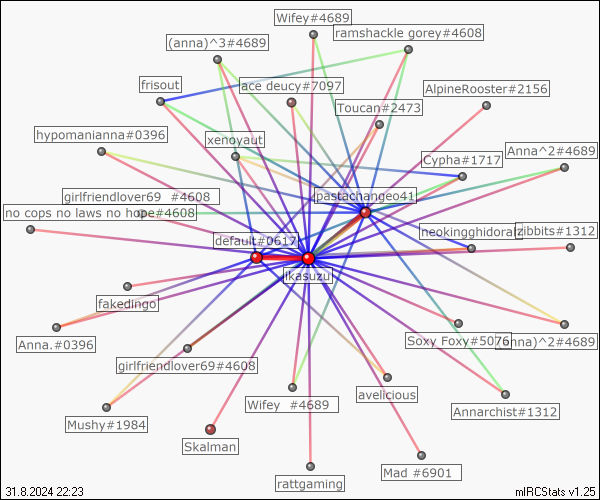 Wifey#4689
ramshackle gorey#4608
(anna)^3#4689
frisout
ace deucy#7097
AlpineRooster#2156
Toucan#2473
hypomanianna#0396
xenoyaut
Anna^2#4689
Cypha#1717
girlfriendlover69 #4608
pastachangeo41
no cops no laws no hope#4608
default#0617
neokingghidoralz
zibbits#1312
ikasuzu
fakedingo
Anna.#0396
Soxy Foxy#5076
(anna)^2#4689
girlfriendlover69#4608
avelicious
Wifey #4689
Annarchist#1312
Mushy#1984
Skalman
Mad #6901
rattgaming
31.8.2024 22:23
mIRCStats v1.25